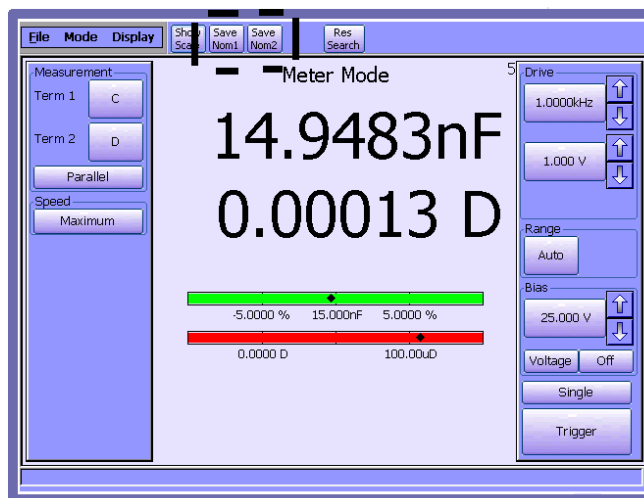 File Mode Display Show Scale Save Nom1 Save Nom2 Res Search
Meter Mode 5
Measurement
Term 1 C
Term 2 D
Parallel
Speed
Maximum
14.9483nF
0.00013 D
-5.0000 % 15.000nF 5.0000 %
0.0000 D 100.00uD
Drive
1.0000kHz
1.000 V
Range
Auto
Bias
25.000 V
Voltage Off
Single
Trigger